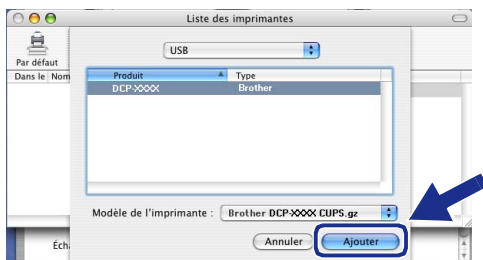 Liste des imprimantes
USB
Par défaut
Dans le Nom
Produit Type
DCP-XXXX Brother
Modèle de l'imprimante : Brother DCP-XXXX CUPS.gz
Annuler Ajouter
Éch